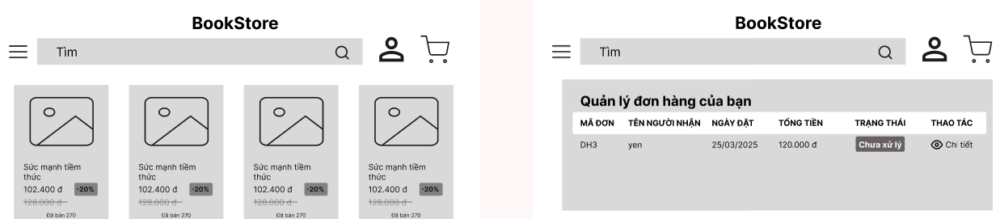 BookStore
Tìm
Sức mạnh tiềm
thức
102.400 đ -20%
128.000 đ
Đã bán 270
Sức mạnh tiềm
thức
102.400 đ -20%
128.000 đ
Đã bán 270
Sức mạnh tiềm
thức
102.400 đ -20%
128.000 đ
Đã bán 270
Sức mạnh tiềm
thức
102.400 đ -20%
128.000 đ
Đã bán 270
BookStore
Tìm
Quản lý đơn hàng của bạn
MÃ ĐƠN TÊN NGƯỜI NHẬN NGÀY ĐẶT TỔNG TIỀN TRẠNG THÁI THAO TÁC
DH3 yen 25/03/2025 120.000 đ Chưa xử lý Chi tiết